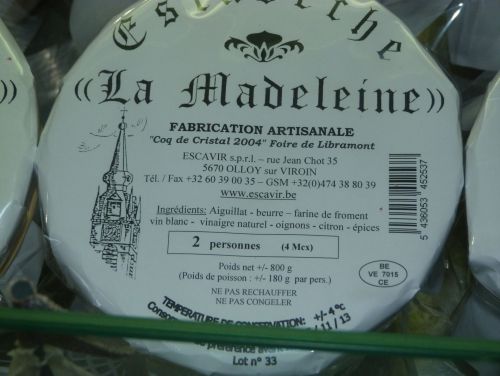 Escavèche
((La Madeleine))
FABRICATION ARTISANALE
"Coq de Cristal 2004" Foire de Libramont
ESCAVIR s.p.r.l. – rue Jean Chot 35
5670 OLLOY sur VIROIN
Tél. / Fax +32 60 39 00 35 – GSM +32(0)474 38 80 39
www.escavir.be
Ingrédients: Aiguillat - beurre – farine de froment
vin blanc - vinaigre naturel - oignons - citron - épices
2 personnes (4 Mcx)
Poids net +/- 800 g
(Poids de poisson : +/- 180 g par pers.)
NE PAS RECHAUFFER
NE PAS CONGELER
5 436053 452537
BE
VE 7015
CE
TEMPERATURE DE CONSERVATION: +/- 4°C
/ 11 / 13
Lot n° 33